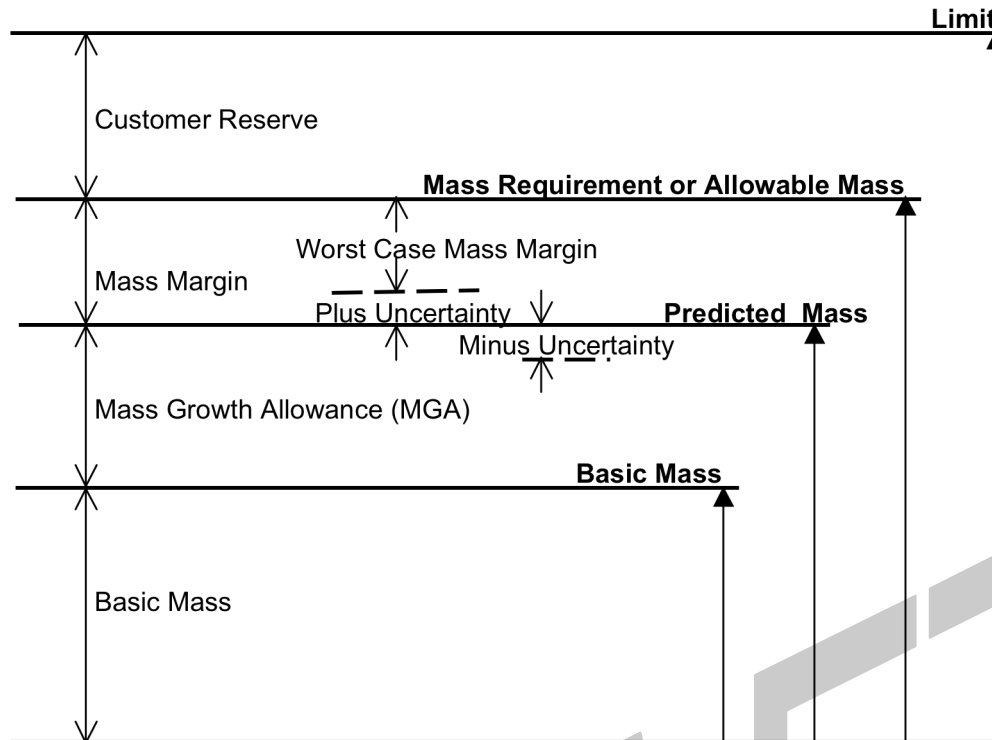 Limit
Customer Reserve
Mass Requirement or Allowable Mass
Worst Case Mass Margin
Mass Margin
Plus Uncertainty
Predicted Mass
Minus Uncertainty
Mass Growth Allowance (MGA)
Basic Mass
Basic Mass